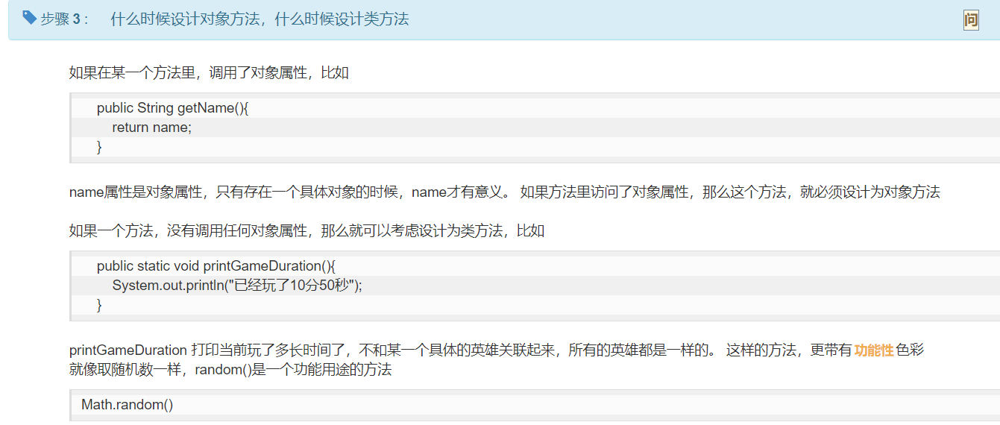 步骤 3 : 什么时候设计对象方法，什么时候设计类方法 问
如果在某一个方法里，调用了对象属性，比如
public String getName(){
return name;
}
name属性是对象属性，只有存在一个具体对象的时候，name才有意义。 如果方法里访问了对象属性，那么这个方法，就必须设计为对象方法
如果一个方法，没有调用任何对象属性，那么就可以考虑设计为类方法，比如
public static void printGameDuration(){
System.out.println("已经玩了10分50秒");
}
printGameDuration 打印当前玩了多长时间了，不和某一个具体的英雄关联起来，所有的英雄都是一样的。 这样的方法，更带有 功能性 色彩
就像取随机数一样，random()是一个功能用途的方法
Math.random()